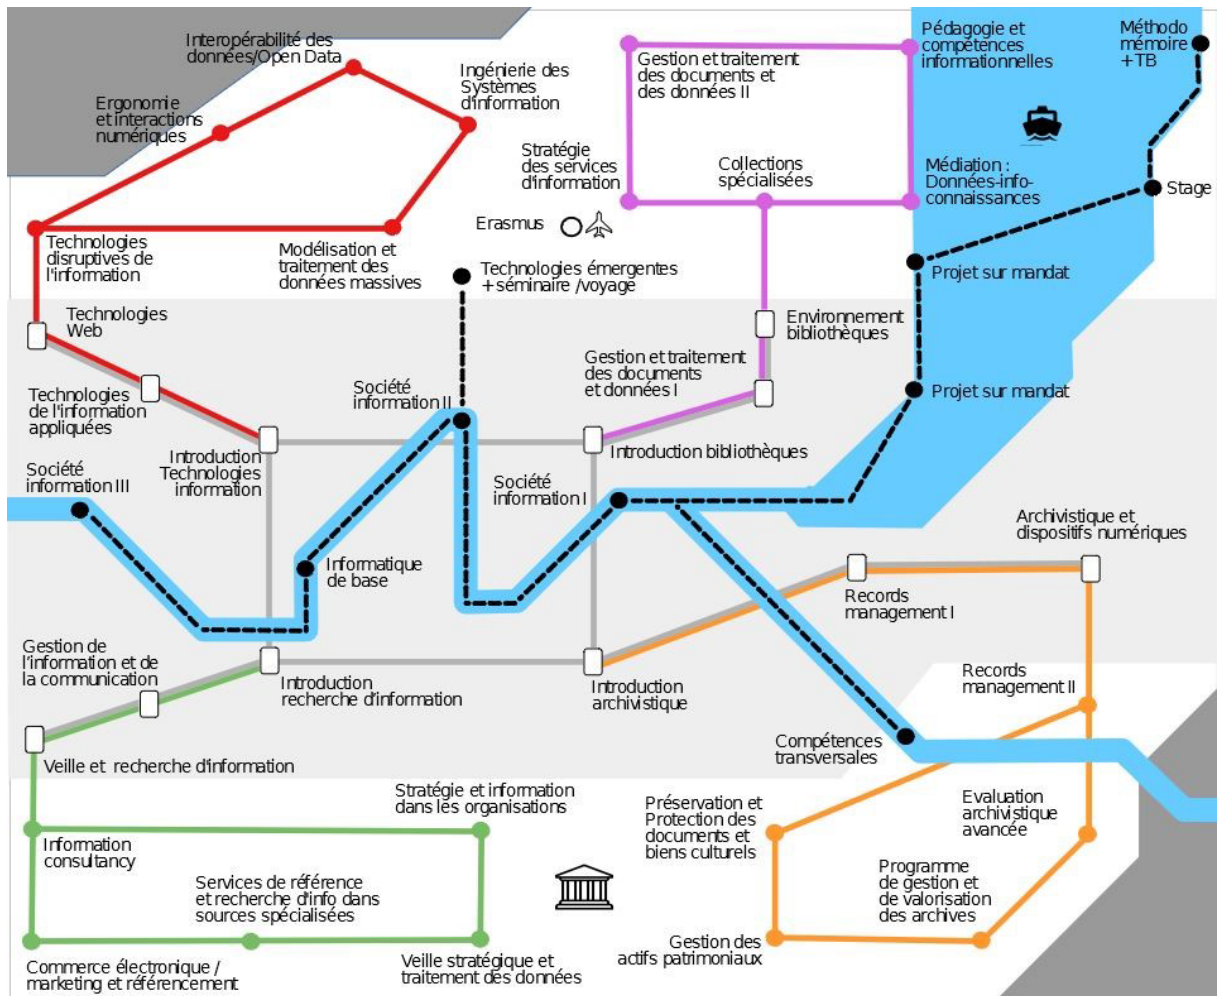 Interopérabilité des
données/Open Data
Ergonomie
et interactions
numériques
Ingénierie des
Systèmes
d'information
Technologies
disruptives de
l'information
Modélisation et
traitement des
données massives
Gestion et traitement
des documents et
des données II
Pédagogie et
compétences
informationnelles
Méthodo
mémoire
+TB
Stratégie
des services
d'information
Collections
spécialisées
Médiation :
Données-info-
connaissances
Stage
Erasmus
Technologies émergentes
+séminaire /voyage
Projet sur mandat
Technologies
Web
Environnement
bibliothèques
Gestion et traitement
des documents
et données I
Technologies
de l'information
appliquées
Société
information II
Projet sur mandat
Introduction
Technologies
information
Introduction bibliothèques
Société
information III
Société
information I
Archivistique et
dispositifs numériques
Informatique
de base
Records
management I
Gestion de
l'information et de
la communication
Introduction
recherche d'information
Introduction
archivistique
Records
management II
Compétences
transversales
Veille et recherche d'information
Stratégie et information
dans les organisations
Préservation et
Protection des
documents et
biens culturels
Evaluation
archivistique
avancée
Information
consultancy
Services de référence
et recherche d'info dans
sources spécialisées
Programme
de gestion et
de valorisation
des archives
Commerce électronique /
marketing et référencement
Veille stratégique et
traitement des données
Gestion des
actifs patrimoniaux